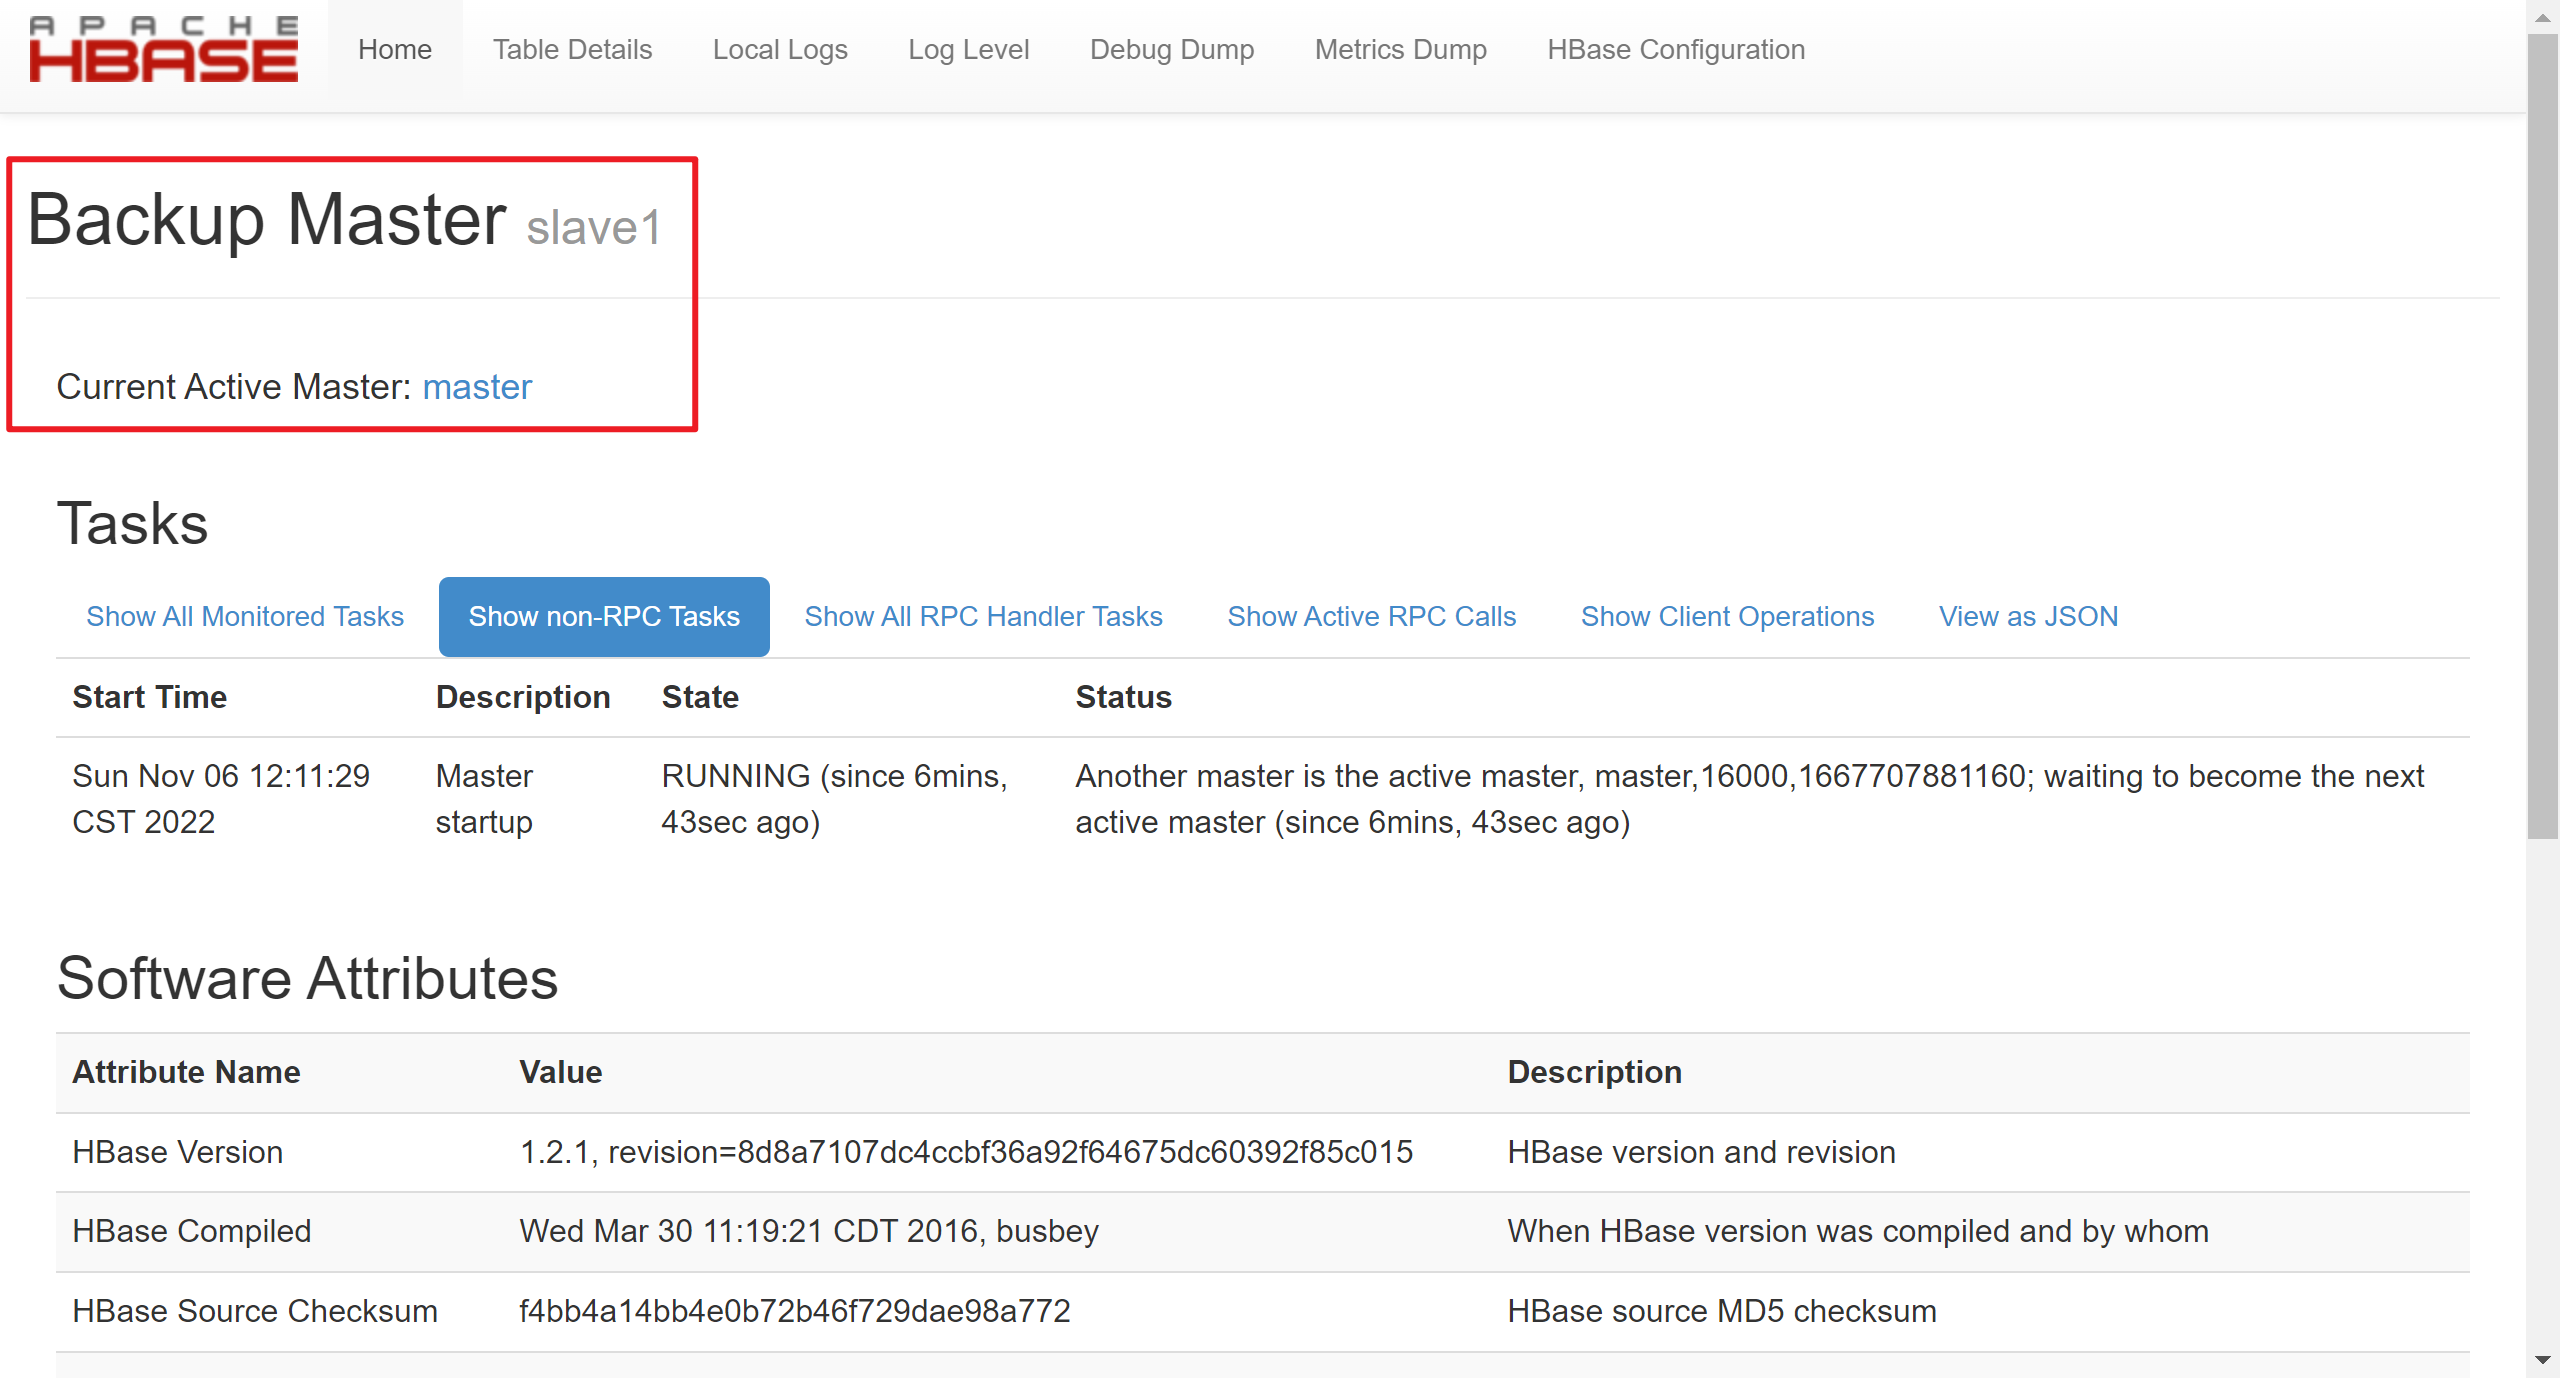 APACHE
HBASE
Home Table Details Local Logs Log Level Debug Dump Metrics Dump HBase Configuration
Backup Master slave1
Current Active Master: master
Tasks
Show All Monitored Tasks Show non-RPC Tasks Show All RPC Handler Tasks Show Active RPC Calls Show Client Operations View as JSON
Start Time Description State Status
Sun Nov 06 12:11:29 Master RUNNING (since 6mins, Another master is the active master, master,16000,1667707881160; waiting to become the next
CST 2022 startup 43sec ago) active master (since 6mins, 43sec ago)
Software Attributes
Attribute Name Value Description
HBase Version 1.2.1, revision=8d8a7107dc4ccbf36a92f64675dc60392f85c015 HBase version and revision
HBase Compiled Wed Mar 30 11:19:21 CDT 2016, busbey When HBase version was compiled and by whom
HBase Source Checksum f4bb4a14bb4e0b72b46f729dae98a772 HBase source MD5 checksum